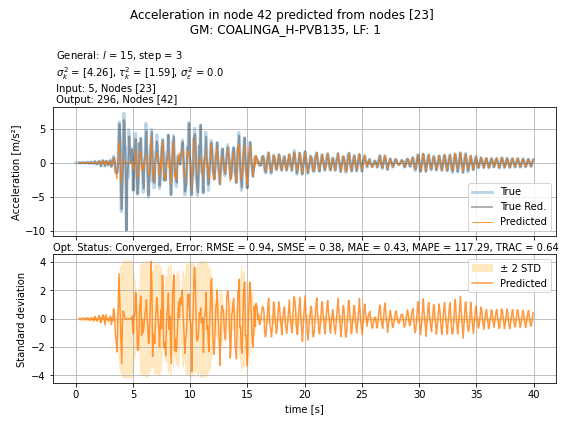 Acceleration in node 42 predicted from nodes [23]
GM: COALINGA_H-PVB135, LF: 1
General: l = 15, step = 3
σ²ₖ = [4.26], τ²ₖ = [1.59], σ²ₑ = 0.0
Input: 5, Nodes [23]
Output: 296, Nodes [42]
Acceleration [m/s²]
5
0
−5
−10
True
True Red.
Predicted
Opt. Status: Converged, Error: RMSE = 0.94, SMSE = 0.38, MAE = 0.43, MAPE = 117.29, TRAC = 0.64
Standard deviation
4
2
0
−2
−4
± 2 STD
Predicted
0 5 10 15 20 25 30 35 40
time [s]